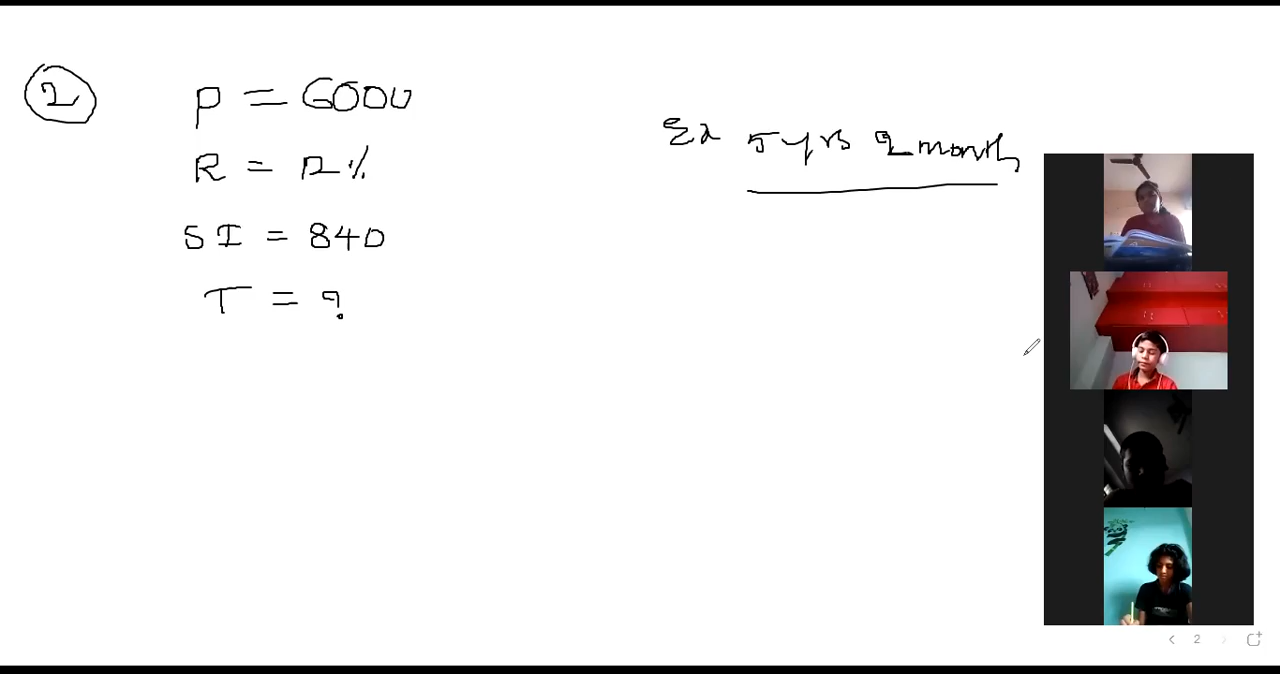 2
P = 6000
R = 12%
SI = 840
T = ?
Ex 5 yrs 2 month
2